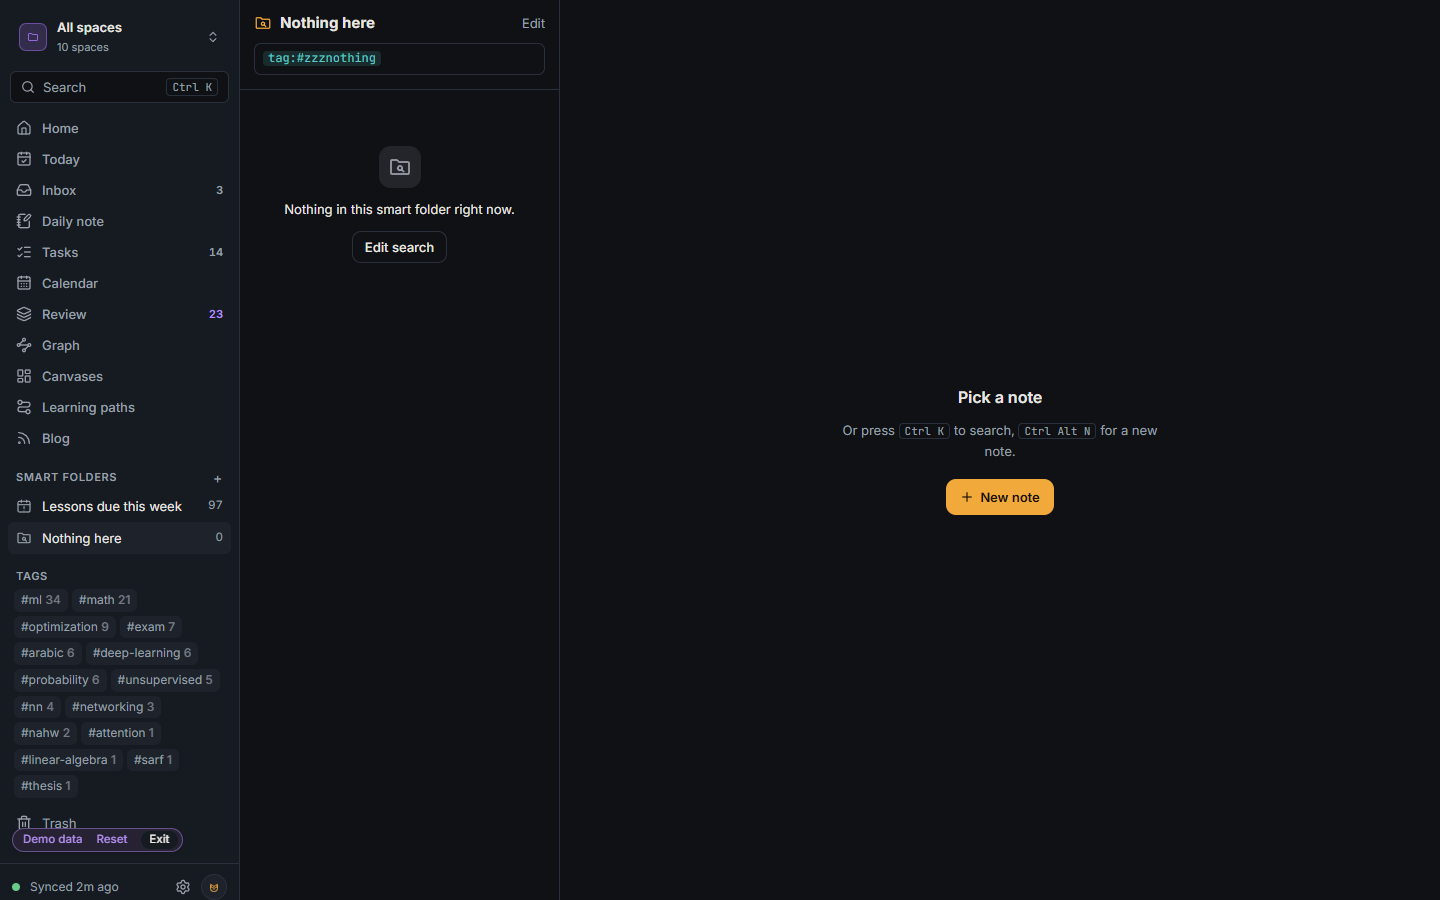 All spaces
10 spaces
Search Ctrl K
Home
Today
Inbox 3
Daily note
Tasks 14
Calendar
Review 23
Graph
Canvases
Learning paths
Blog
SMART FOLDERS +
Lessons due this week 97
Nothing here 0
TAGS
#ml 34 #math 21
#optimization 9 #exam 7
#arabic 6 #deep-learning 6
#probability 6 #unsupervised 5
#nn 4 #networking 3
#nahw 2 #attention 1
#linear-algebra 1 #sarf 1
#thesis 1
Trash
Demo data Reset Exit
Synced 2m ago
Nothing here Edit
tag:#zzznothing
Nothing in this smart folder right now.
Edit search
Pick a note
Or press Ctrl K to search, Ctrl Alt N for a new
note.
+ New note